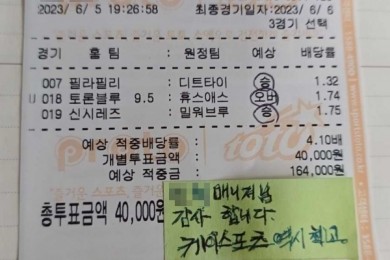 2023/ 6/ 5 19:26:58 최종경기일자:2023/ 6/ 6
3경기 선택
경기 홈 팀 : 원정팀 예상 배당률
007 필라필리 : 디트타이 승 1.32
U 018 토론블루 9.5 : 휴스애스 오버 1.74
019 신시레즈 : 밀워브루 승 1.75
예상 적중배당률 4.10배
개별투표금액 40,000원
예상 적중금 164,000원
총투표금액 40,000원
매니저님
감사 합니다.
케이스포츠 역시 최고